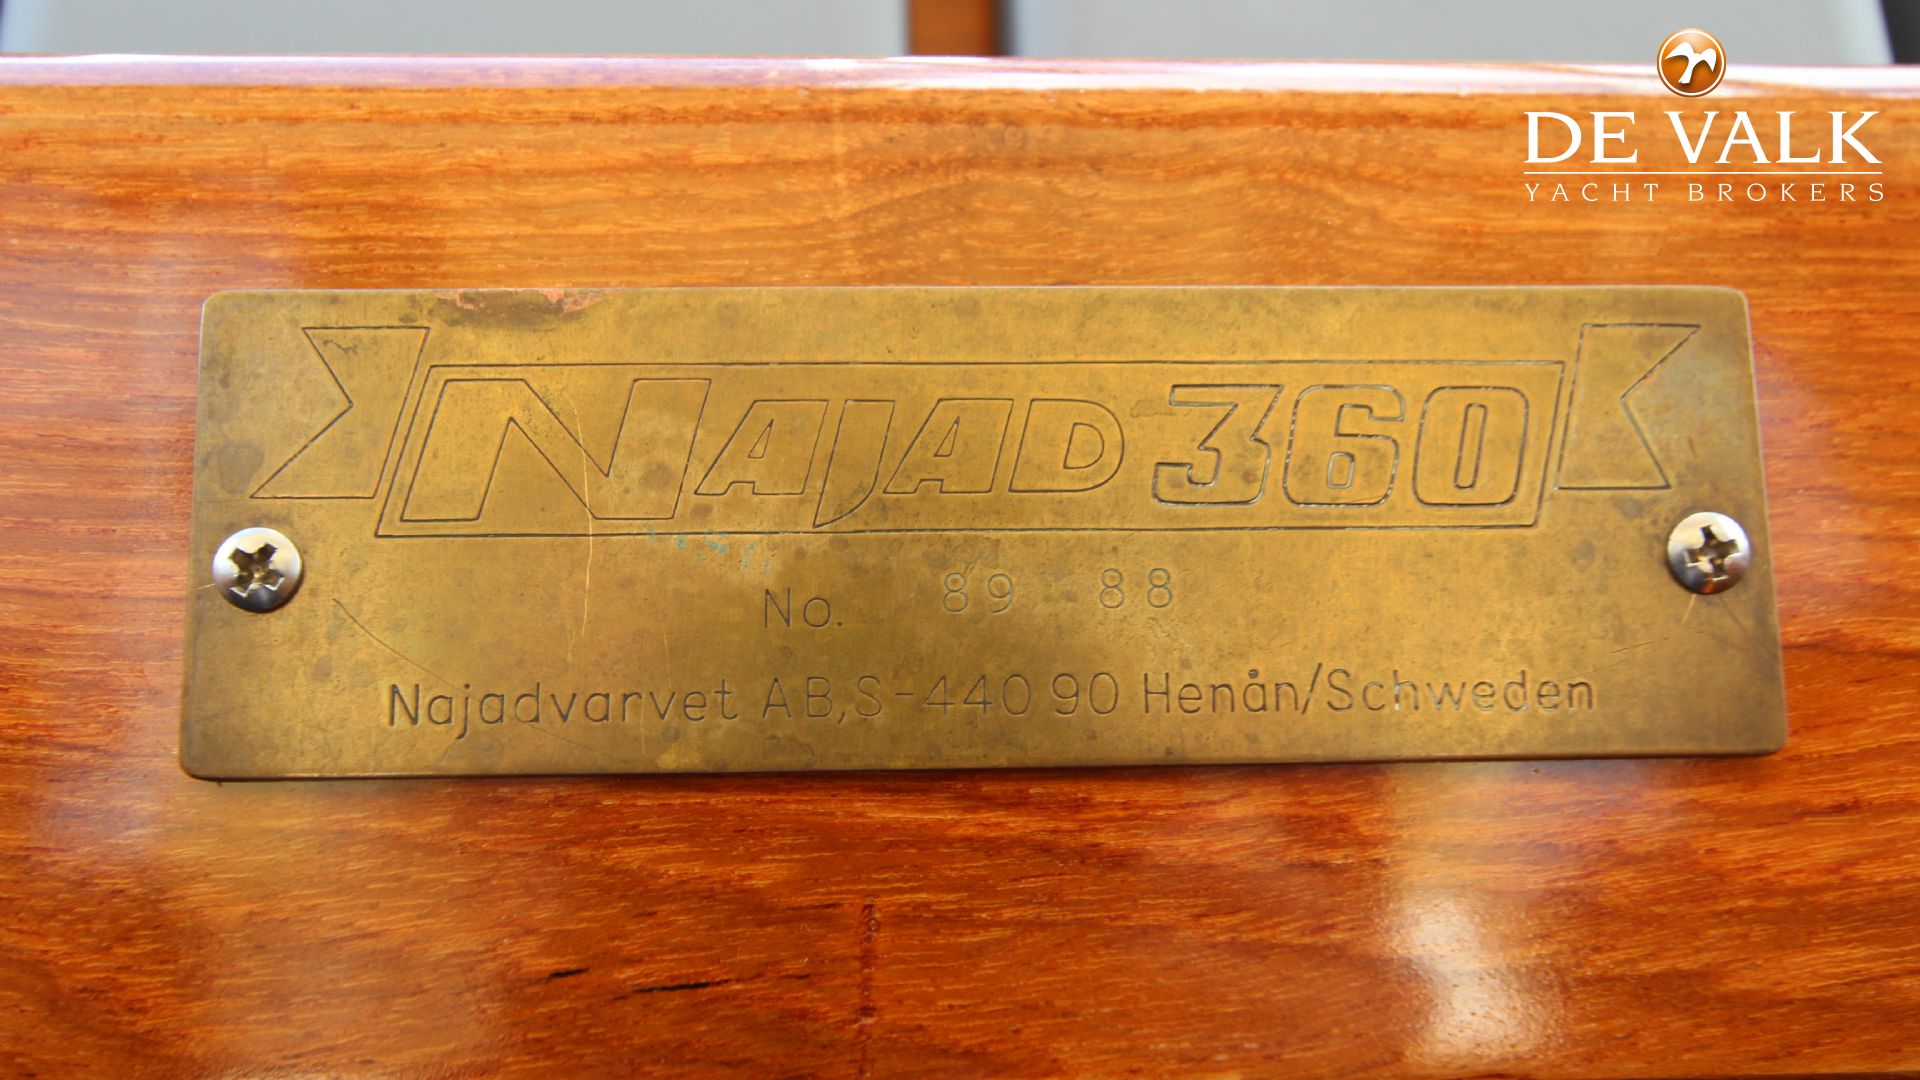 DE VALK
YACHT BROKERS
NAJAD 360
No. 89 88
Najadvarvet AB,S-440 90 Henån/Schweden